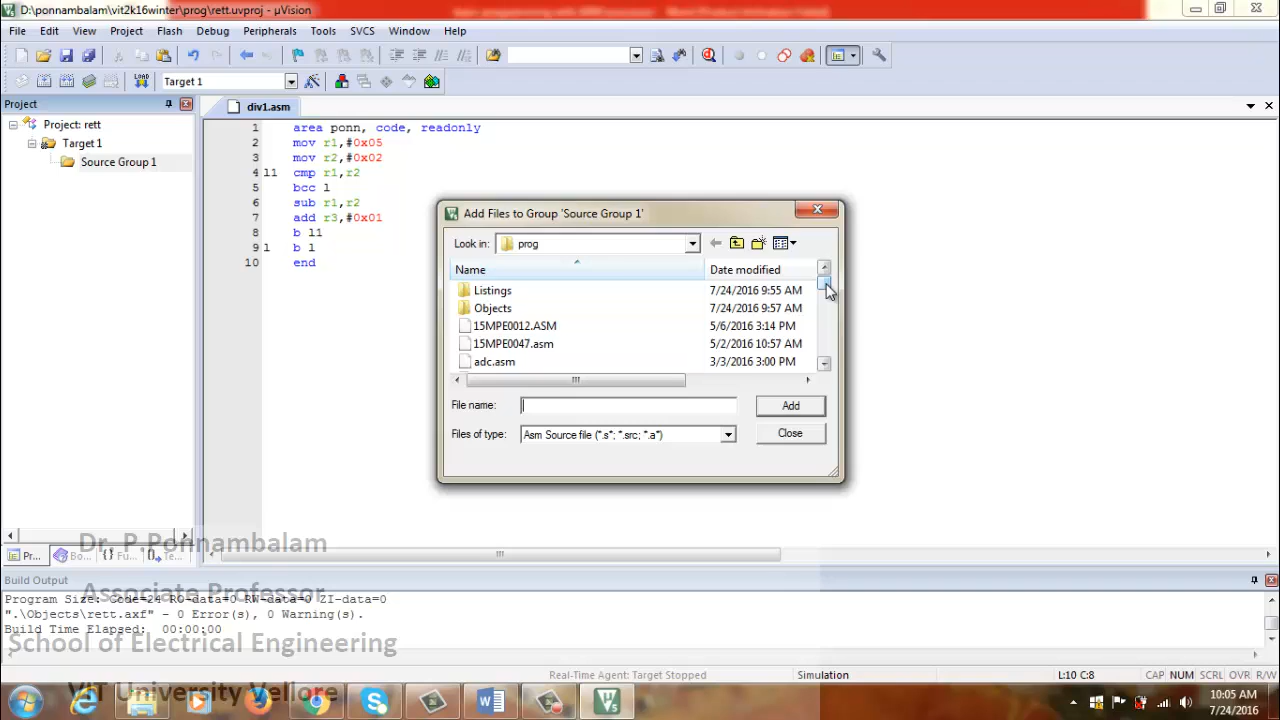 D:\ponnambalam\vit2k16winter\prog\rett.uvproj - µVision
File Edit View Project Flash Debug Peripherals Tools SVCS Window Help
LOAD Target 1
Project
div1.asm
Project: rett
Target 1
Source Group 1
1 area ponn, code, readonly
2 mov r1,#0x05
3 mov r2,#0x02
4 l1 cmp r1,r2
5 bcc l
6 sub r1,r2
7 add r3,#0x01
8 b l1
9 l b l
10 end
Add Files to Group 'Source Group 1'
Look in: prog
Name Date modified
Listings 7/24/2016 9:55 AM
Objects 7/24/2016 9:57 AM
15MPE0012.ASM 5/6/2016 3:14 PM
15MPE0047.asm 5/2/2016 10:57 AM
adc.asm 3/3/2016 3:00 PM
File name: Add
Files of type: Asm Source file (*.s*; *.src; *.a*) Close
Pr... Bo... Fu... Te...
Dr. P.Ponnambalam
Associate Professor
School of Electrical Engineering
VIT University Vellore
Build Output
Program Size: Code=24 RO-data=0 RW-data=0 ZI-data=0
".\Objects\rett.axf" - 0 Error(s), 0 Warning(s).
Build Time Elapsed: 00:00:00
Real-Time Agent: Target Stopped Simulation L:10 C:8 CAP NUM SCRL OVR R/W
10:05 AM
7/24/2016